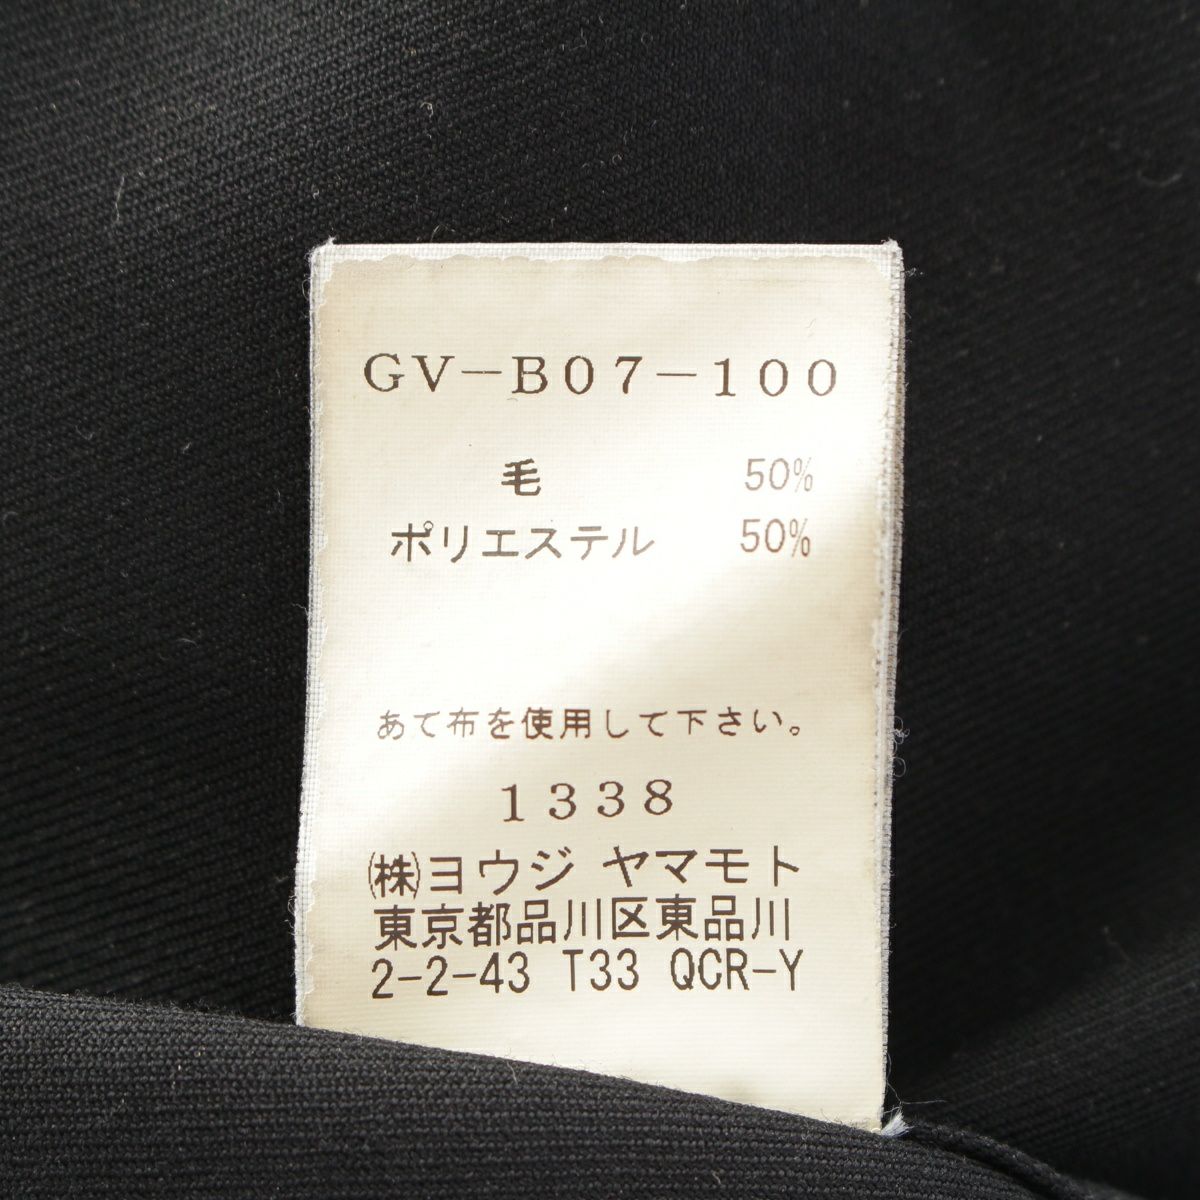 GV-B07-100
毛 50%
ポリエステル 50%
あて布を使用して下さい。
1338
㈱ヨウジ ヤマモト
東京都品川区東品川
2-2-43 T33 QCR-Y